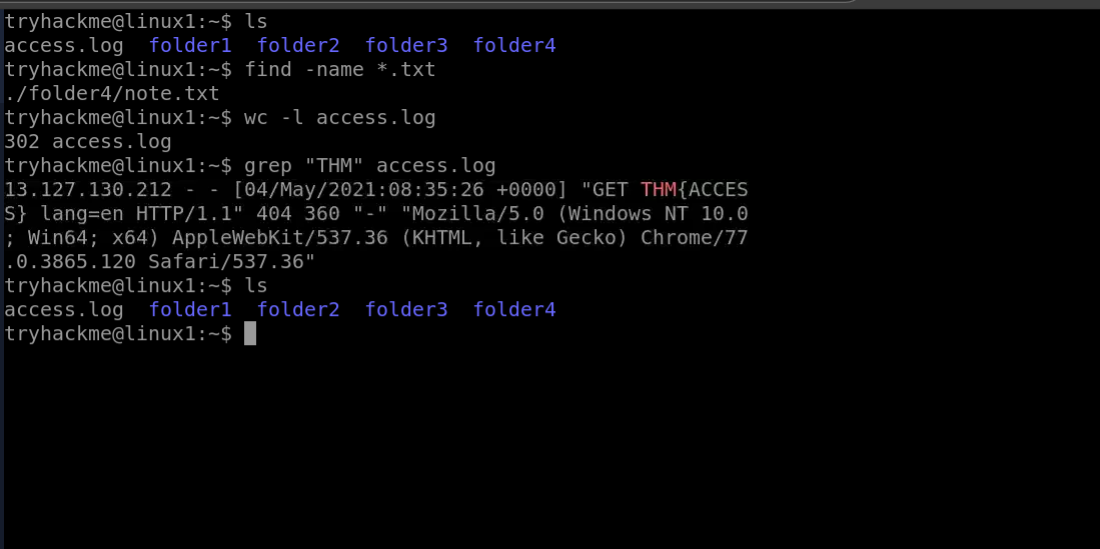 tryhackme@linux1:~$ ls
access.log  folder1  folder2  folder3  folder4
tryhackme@linux1:~$ find -name *.txt
./folder4/note.txt
tryhackme@linux1:~$ wc -l access.log
302 access.log
tryhackme@linux1:~$ grep "THM" access.log
13.127.130.212 - - [04/May/2021:08:35:26 +0000] "GET THM{ACCES
S} lang=en HTTP/1.1" 404 360 "-" "Mozilla/5.0 (Windows NT 10.0
; Win64; x64) AppleWebKit/537.36 (KHTML, like Gecko) Chrome/77
.0.3865.120 Safari/537.36"
tryhackme@linux1:~$ ls
access.log  folder1  folder2  folder3  folder4
tryhackme@linux1:~$